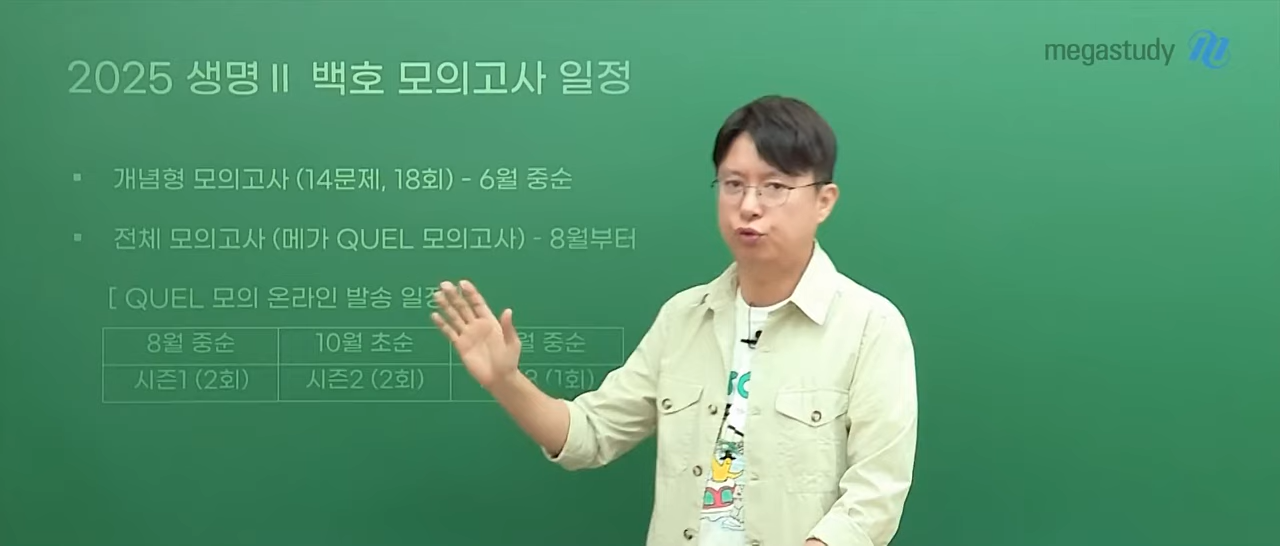 megastudy
2025 생명 II 백호 모의고사 일정
▪ 개념형 모의고사 (14문제, 18회) - 6월 중순
▪ 전체 모의고사 (메가 QUEL 모의고사) - 8월부터
[ QUEL 모의 온라인 발송 일정
8월 중순 10월 초순 월 중순
시즌1 (2회) 시즌2 (2회) 3 (1회)